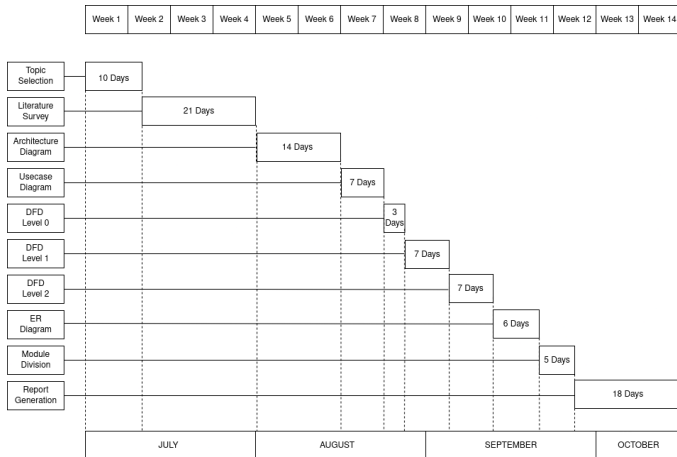 Week 1 Week 2 Week 3 Week 4 Week 5 Week 6 Week 7 Week 8 Week 9 Week 10 Week 11 Week 12 Week 13 Week 14
Topic
Selection
10 Days
Literature
Survey
21 Days
Architecture
Diagram
14 Days
Usecase
Diagram
7 Days
DFD
Level 0
3
Days
DFD
Level 1
7 Days
DFD
Level 2
7 Days
ER
Diagram
6 Days
Module
Division
5 Days
Report
Generation
18 Days
JULY AUGUST SEPTEMBER OCTOBER